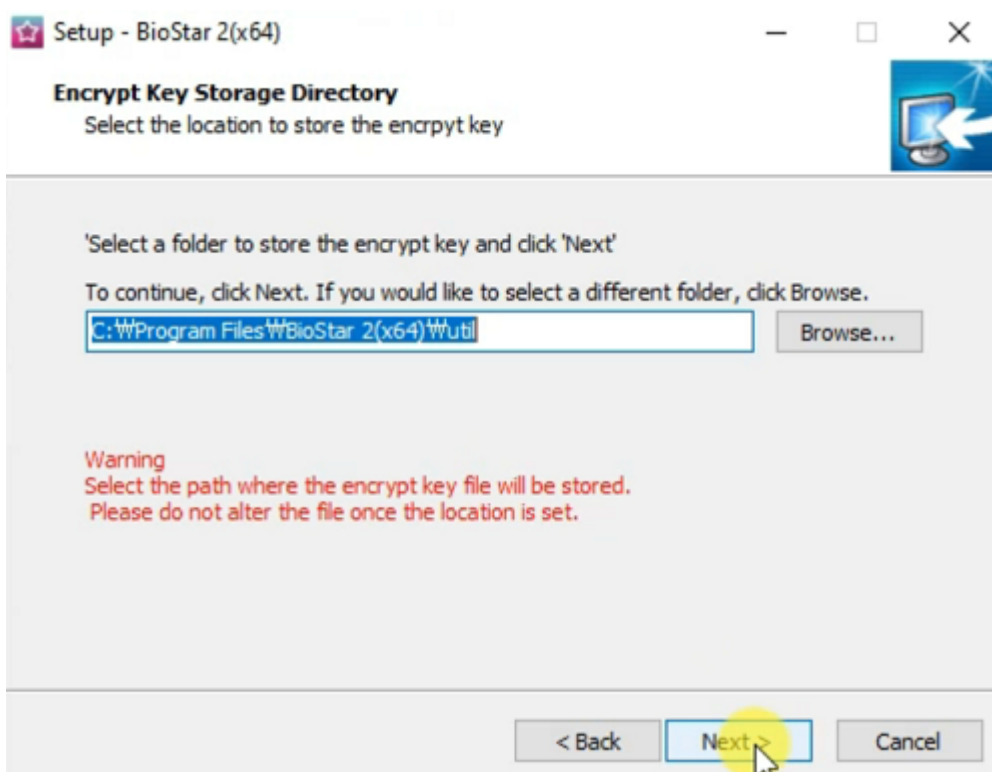 Setup - BioStar 2(x64)
Encrypt Key Storage Directory
Select the location to store the encrpyt key
'Select a folder to store the encrypt key and click 'Next'
To continue, click Next. If you would like to select a different folder, click Browse.
C:₩Program Files₩BioStar 2(x64)₩util
Browse...
Warning
Select the path where the encrypt key file will be stored.
Please do not alter the file once the location is set.
< Back
Next >
Cancel